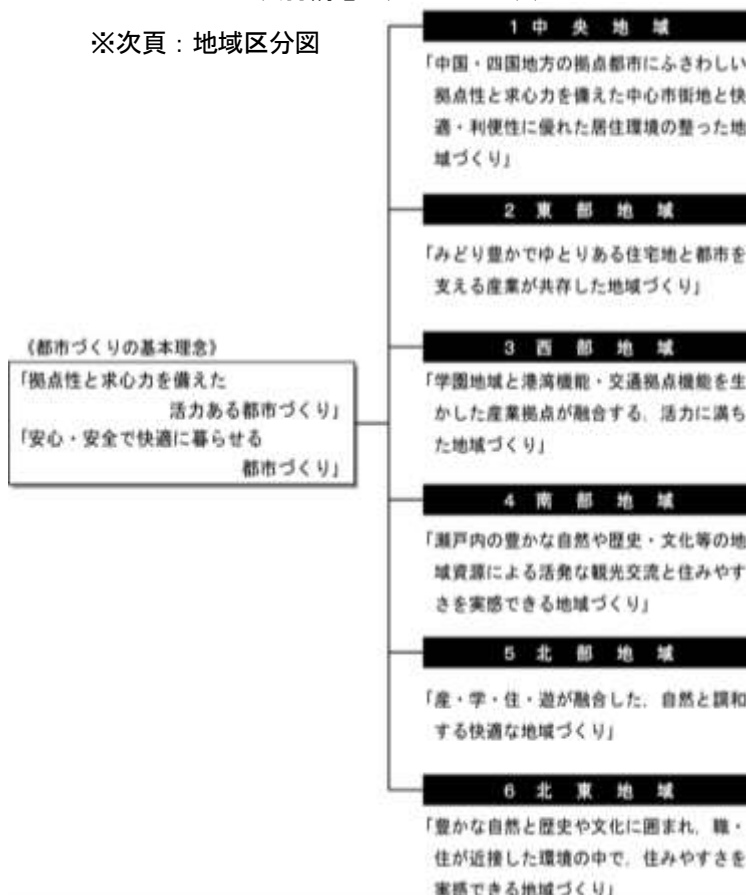 ※次頁：地域区分図
《都市づくりの基本理念》
「拠点性と求心力を備えた
活力ある都市づくり」
「安心・安全で快適に暮らせる
都市づくり」
1 中 央 地 域
「中国・四国地方の拠点都市にふさわしい
拠点性と求心力を備えた中心市街地と快
適・利便性に優れた居住環境の整った地
域づくり」
2 東 部 地 域
「みどり豊かでゆとりある住宅地と都市を
支える産業が共存した地域づくり」
3 西 部 地 域
「学園地域と港湾機能・交通拠点機能を生
かした産業拠点が融合する，活力に満ち
た地域づくり」
4 南 部 地 域
「瀬戸内の豊かな自然や歴史・文化等の地
域資源による活発な観光交流と住みやす
さを実感できる地域づくり」
5 北 部 地 域
「産・学・住・遊が融合した，自然と調和
する快適な地域づくり」
6 北 東 地 域
「豊かな自然と歴史や文化に囲まれ，職・
住が近接した環境の中で，住みやすさを
実感できる地域づくり」